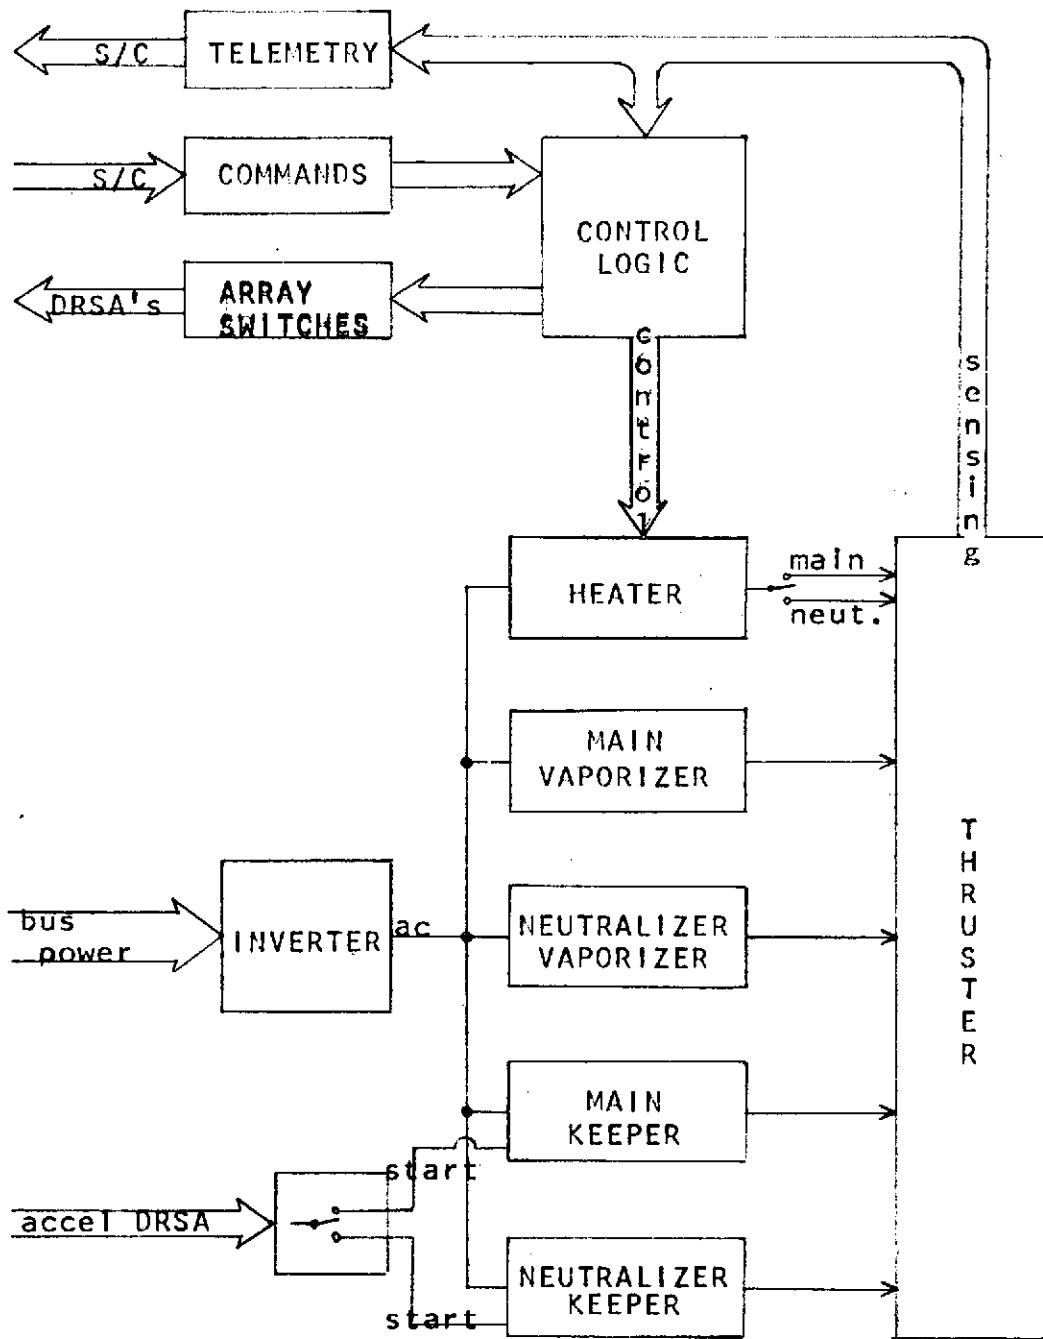 S/C
TELEMETRY
S/C
COMMANDS
CONTROL
LOGIC
DRSA's
ARRAY
SWITCHES
control
sensing
HEATER
main
neut.
MAIN
VAPORIZER
THRUSTER
bus
power
INVERTER
ac
NEUTRALIZER
VAPORIZER
MAIN
KEEPER
start
accel DRSA
NEUTRALIZER
KEEPER
start